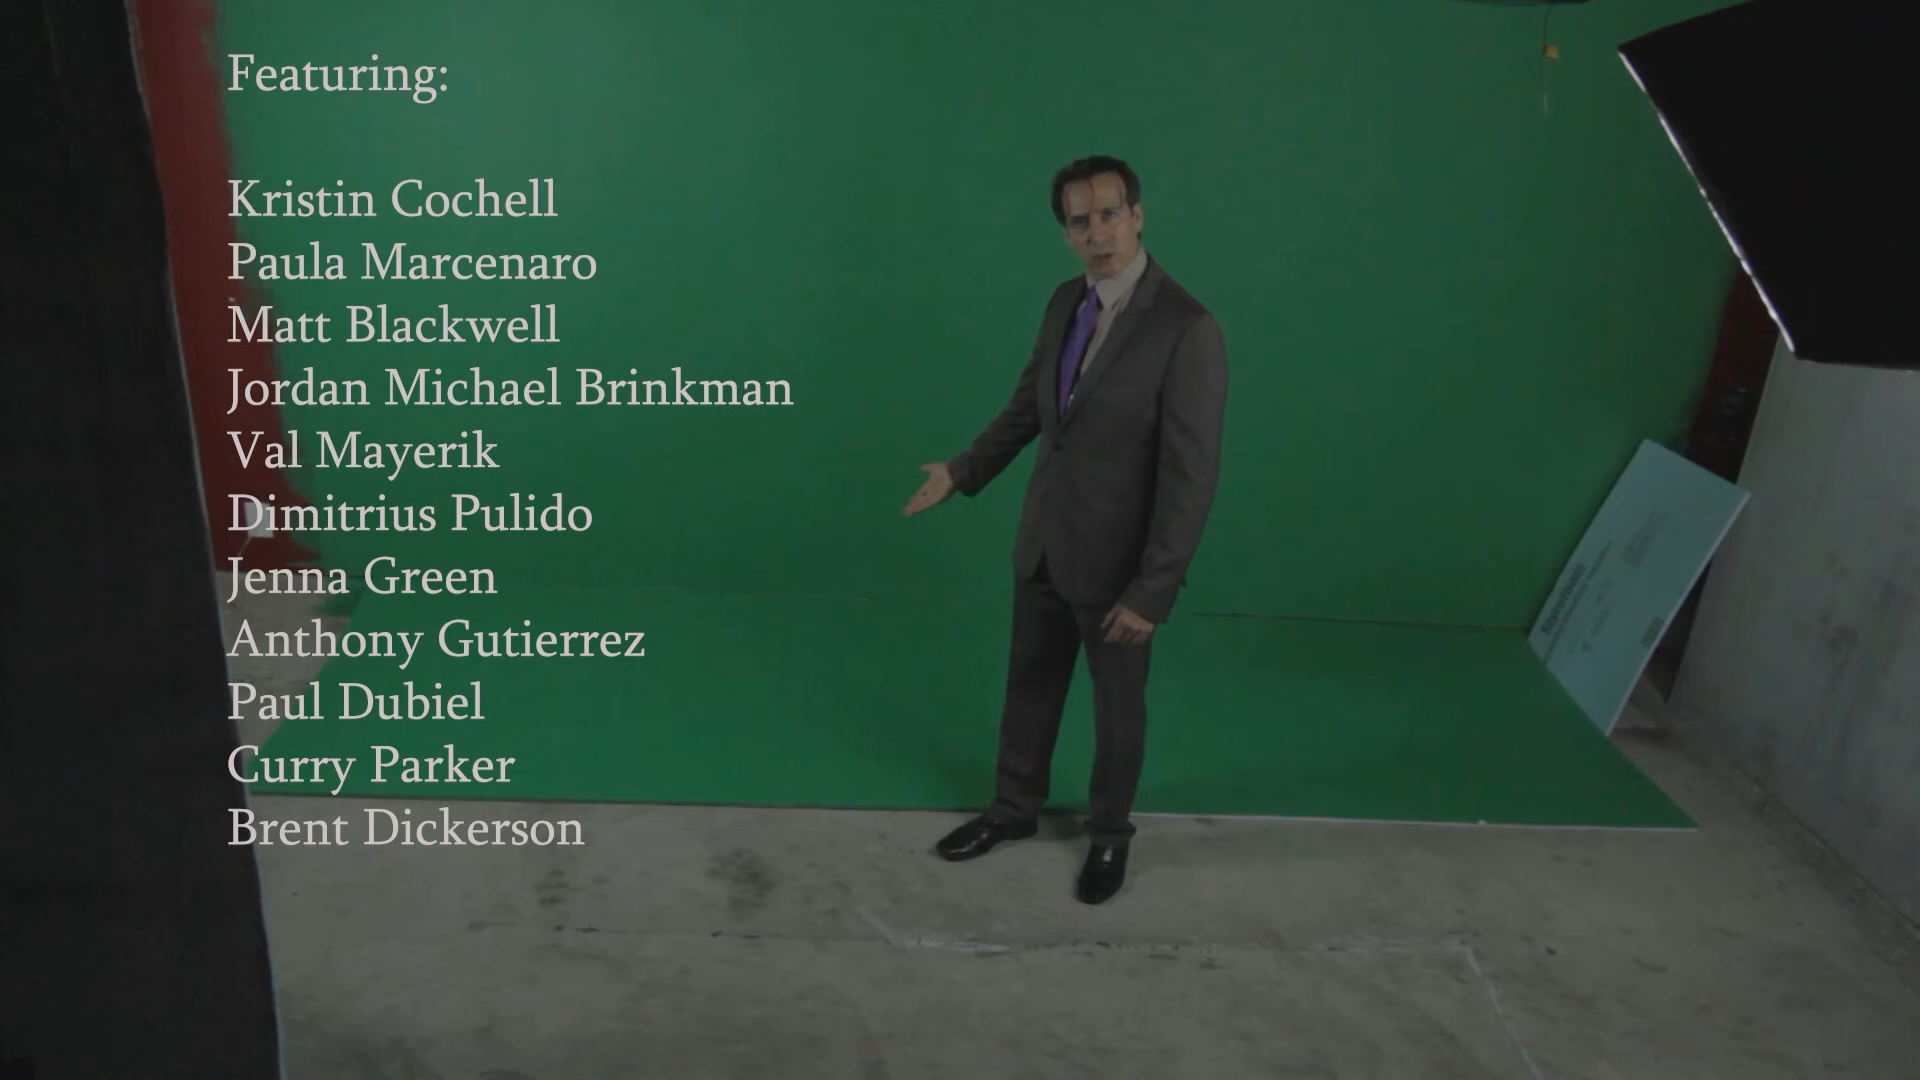 Featuring:
Kristin Cochell
Paula Marcenaro
Matt Blackwell
Jordan Michael Brinkman
Val Mayerik
Dimitrius Pulido
Jenna Green
Anthony Gutierrez
Paul Dubiel
Curry Parker
Brent Dickerson
Styrofoam